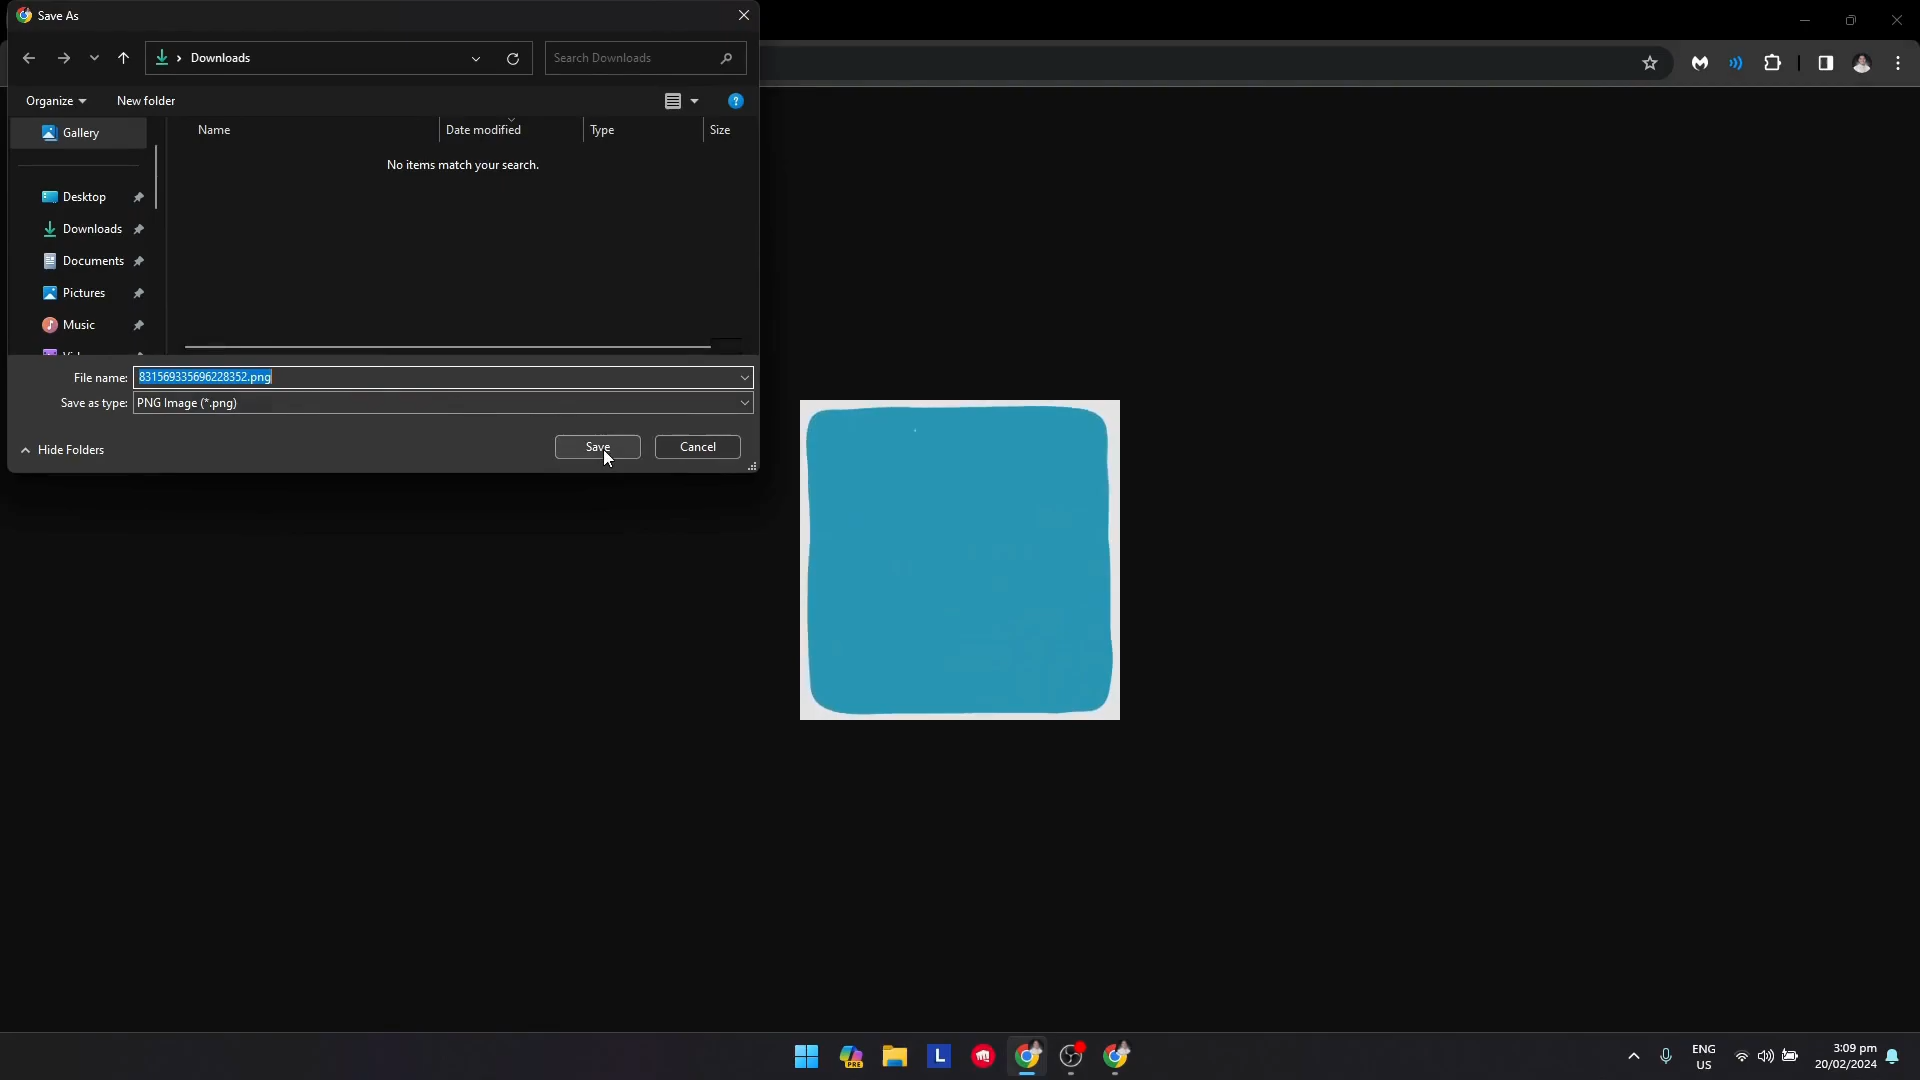 Save As
Downloads
Search Downloads
Organize
New folder
Gallery
Name
Date modified
Type
Size
No items match your search.
Desktop
Downloads
Documents
Pictures
Music
File name:
831569335696228352.png
Save as type:
PNG Image (*.png)
Hide Folders
Save
Cancel
PRE
L
ENG
US
3:09 pm
20/02/2024